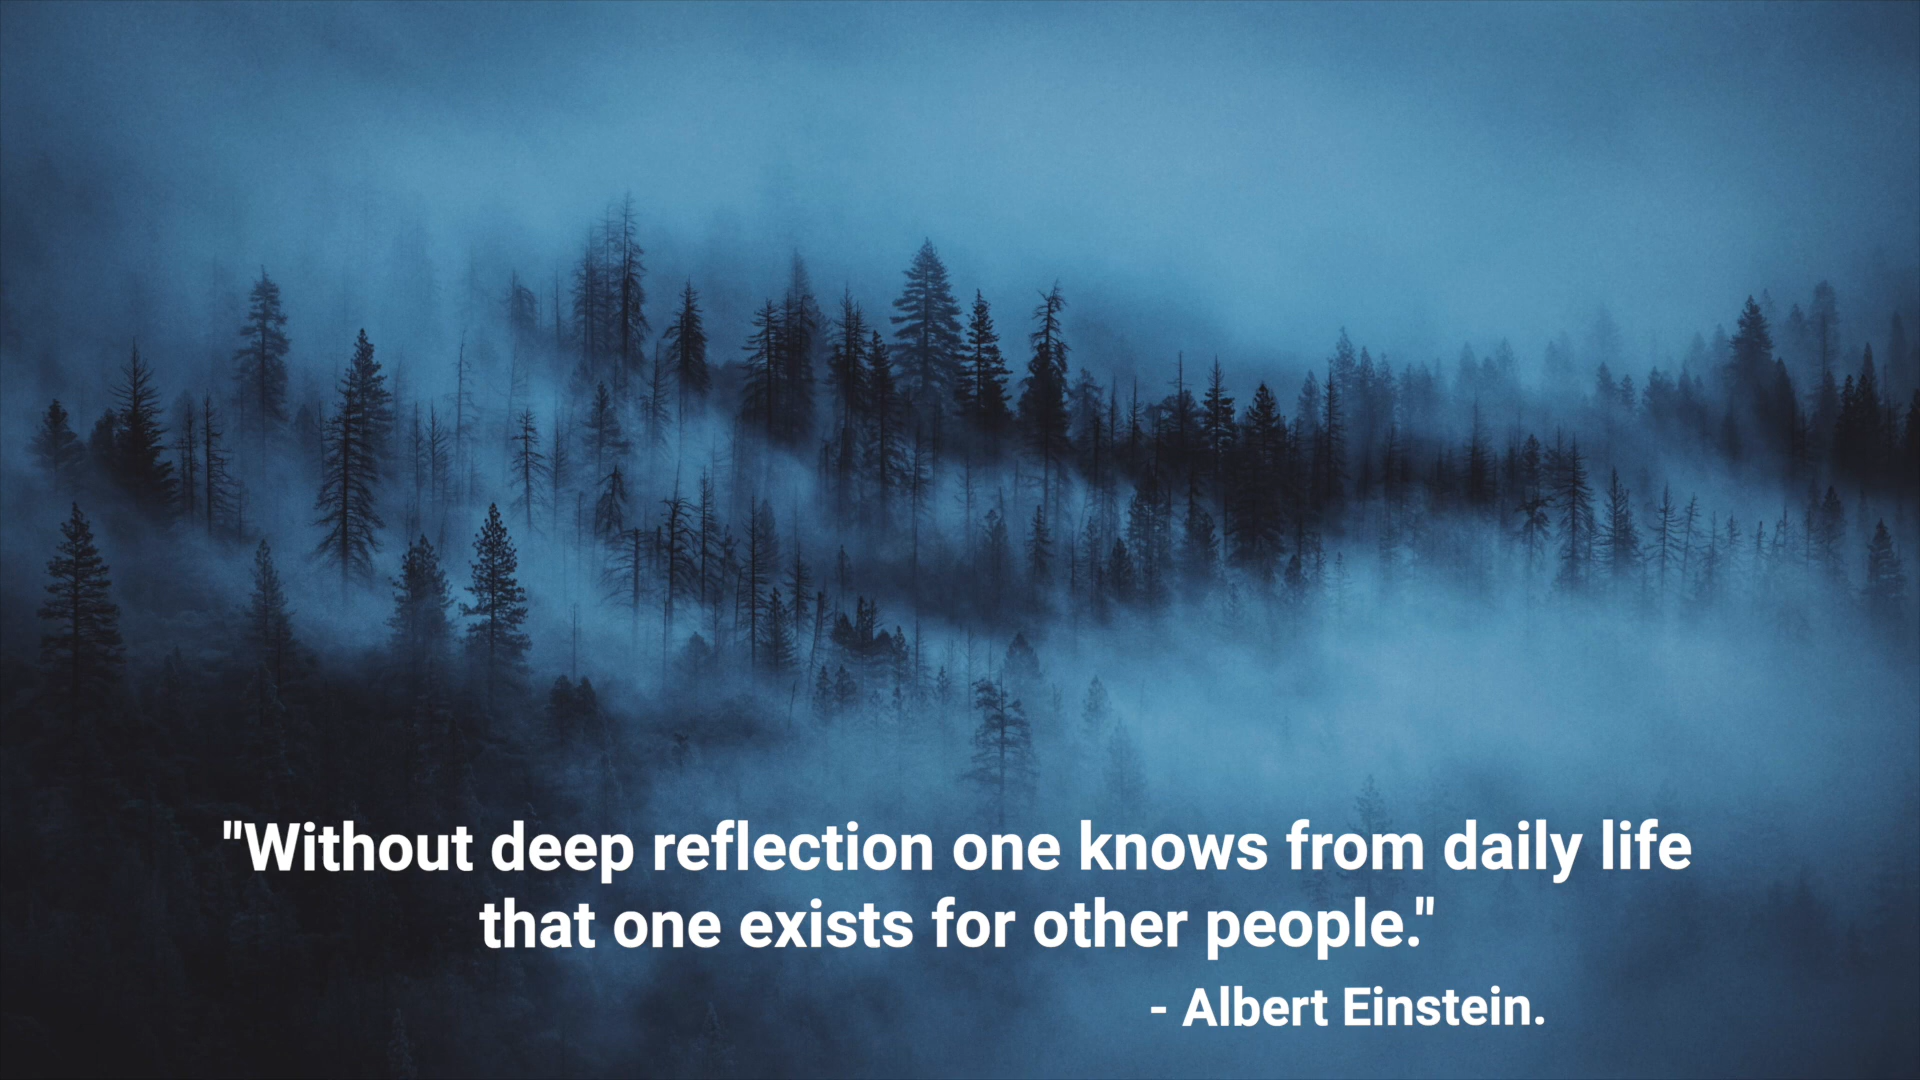 "Without deep reflection one knows from daily life
that one exists for other people."
- Albert Einstein.